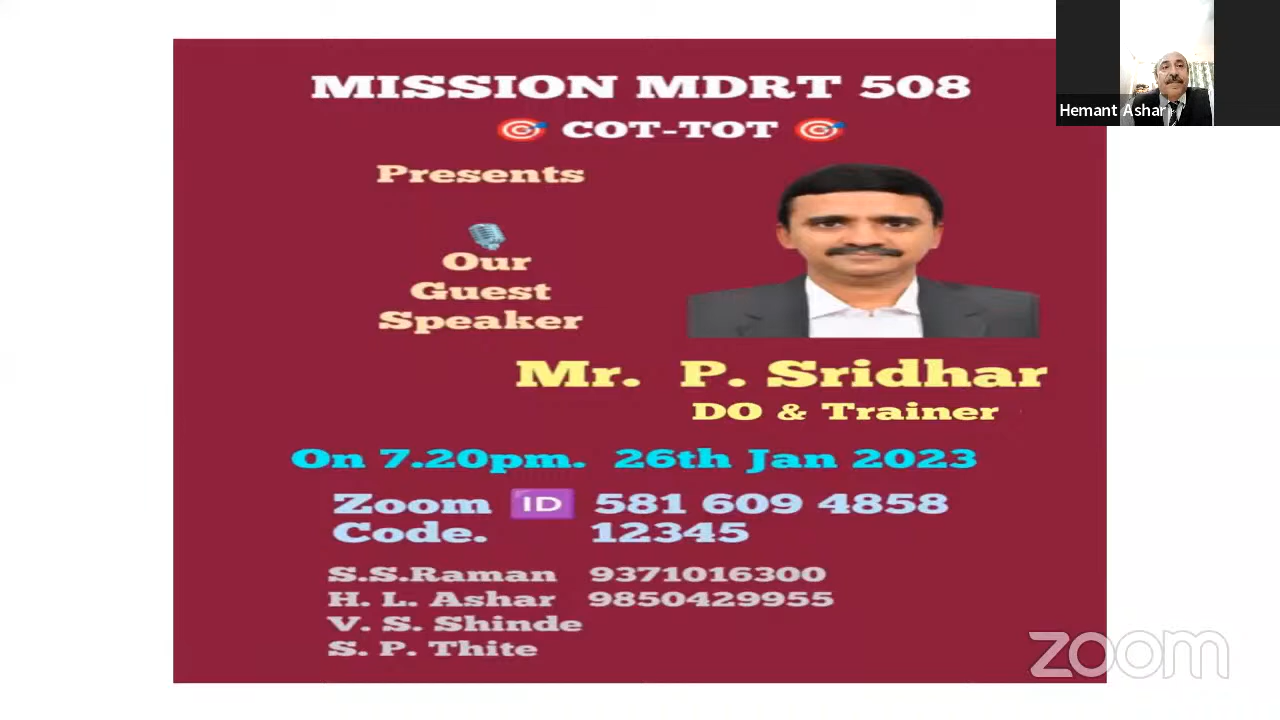 MISSION MDRT 508
🎯 COT-TOT 🎯
Presents
Our
Guest
Speaker
Mr. P. Sridhar
DO & Trainer
On 7.20pm. 26th Jan 2023
Zoom 🆔 581 609 4858
Code. 12345
S.S.Raman 9371016300
H. L. Ashar 9850429955
V. S. Shinde
S. P. Thite
Hemant Ashar
zoom